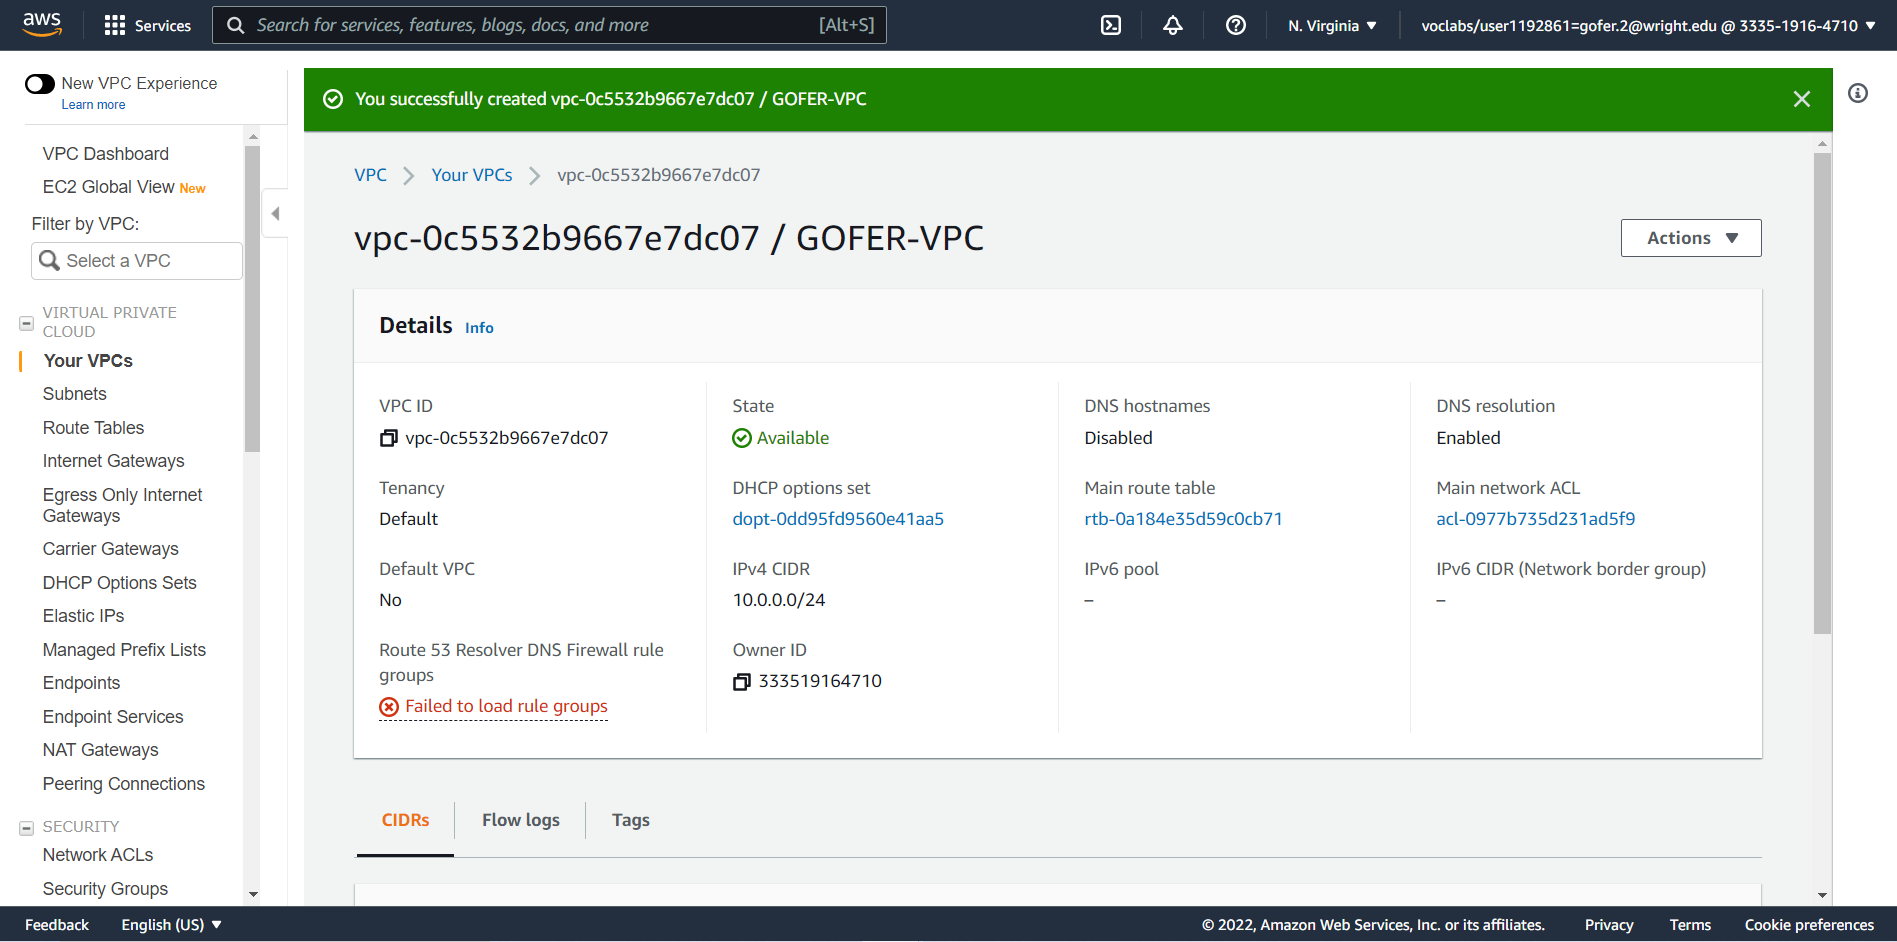 aws
Services
Search for services, features, blogs, docs, and more [Alt+S]
N. Virginia ▼
voclabs/user1192861=gofer.2@wright.edu @ 3335-1916-4710 ▼
New VPC Experience
Learn more
VPC Dashboard
EC2 Global View New
Filter by VPC:
Select a VPC
VIRTUAL PRIVATE
CLOUD
Your VPCs
Subnets
Route Tables
Internet Gateways
Egress Only Internet
Gateways
Carrier Gateways
DHCP Options Sets
Elastic IPs
Managed Prefix Lists
Endpoints
Endpoint Services
NAT Gateways
Peering Connections
SECURITY
Network ACLs
Security Groups
You successfully created vpc-0c5532b9667e7dc07 / GOFER-VPC
VPC > Your VPCs > vpc-0c5532b9667e7dc07
vpc-0c5532b9667e7dc07 / GOFER-VPC
Actions ▼
Details Info
VPC ID
vpc-0c5532b9667e7dc07
State
Available
DNS hostnames
Disabled
DNS resolution
Enabled
Tenancy
Default
DHCP options set
dopt-0dd95fd9560e41aa5
Main route table
rtb-0a184e35d59c0cb71
Main network ACL
acl-0977b735d231ad5f9
Default VPC
No
IPv4 CIDR
10.0.0.0/24
IPv6 pool
–
IPv6 CIDR (Network border group)
–
Route 53 Resolver DNS Firewall rule
groups
Failed to load rule groups
Owner ID
333519164710
CIDRs
Flow logs
Tags
Feedback
English (US) ▼
© 2022, Amazon Web Services, Inc. or its affiliates.
Privacy
Terms
Cookie preferences